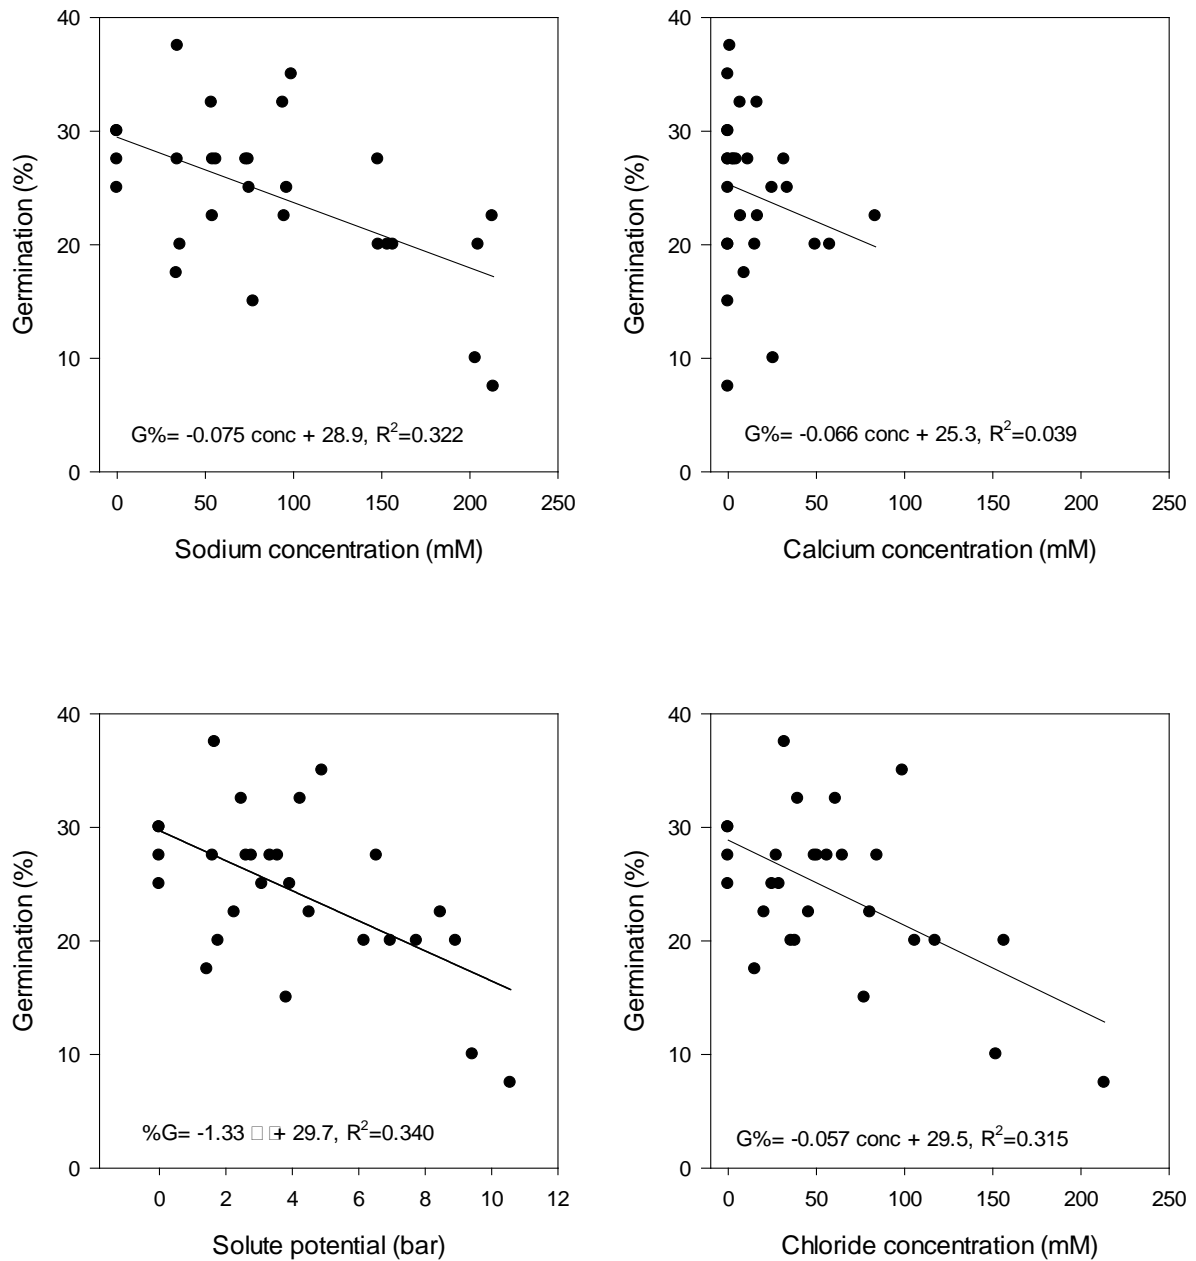 40
30
20
10
0
Germination (%)
G%= -0.075 conc + 28.9, R²=0.322
0 50 100 150 200 250
Sodium concentration (mM)
40
30
20
10
0
Germination (%)
G%= -0.066 conc + 25.3, R²=0.039
0 50 100 150 200 250
Calcium concentration (mM)
40
30
20
10
0
Germination (%)
%G= -1.33 □ □+ 29.7, R²=0.340
0 2 4 6 8 10 12
Solute potential (bar)
40
30
20
10
0
Germination (%)
G%= -0.057 conc + 29.5, R²=0.315
0 50 100 150 200 250
Chloride concentration (mM)